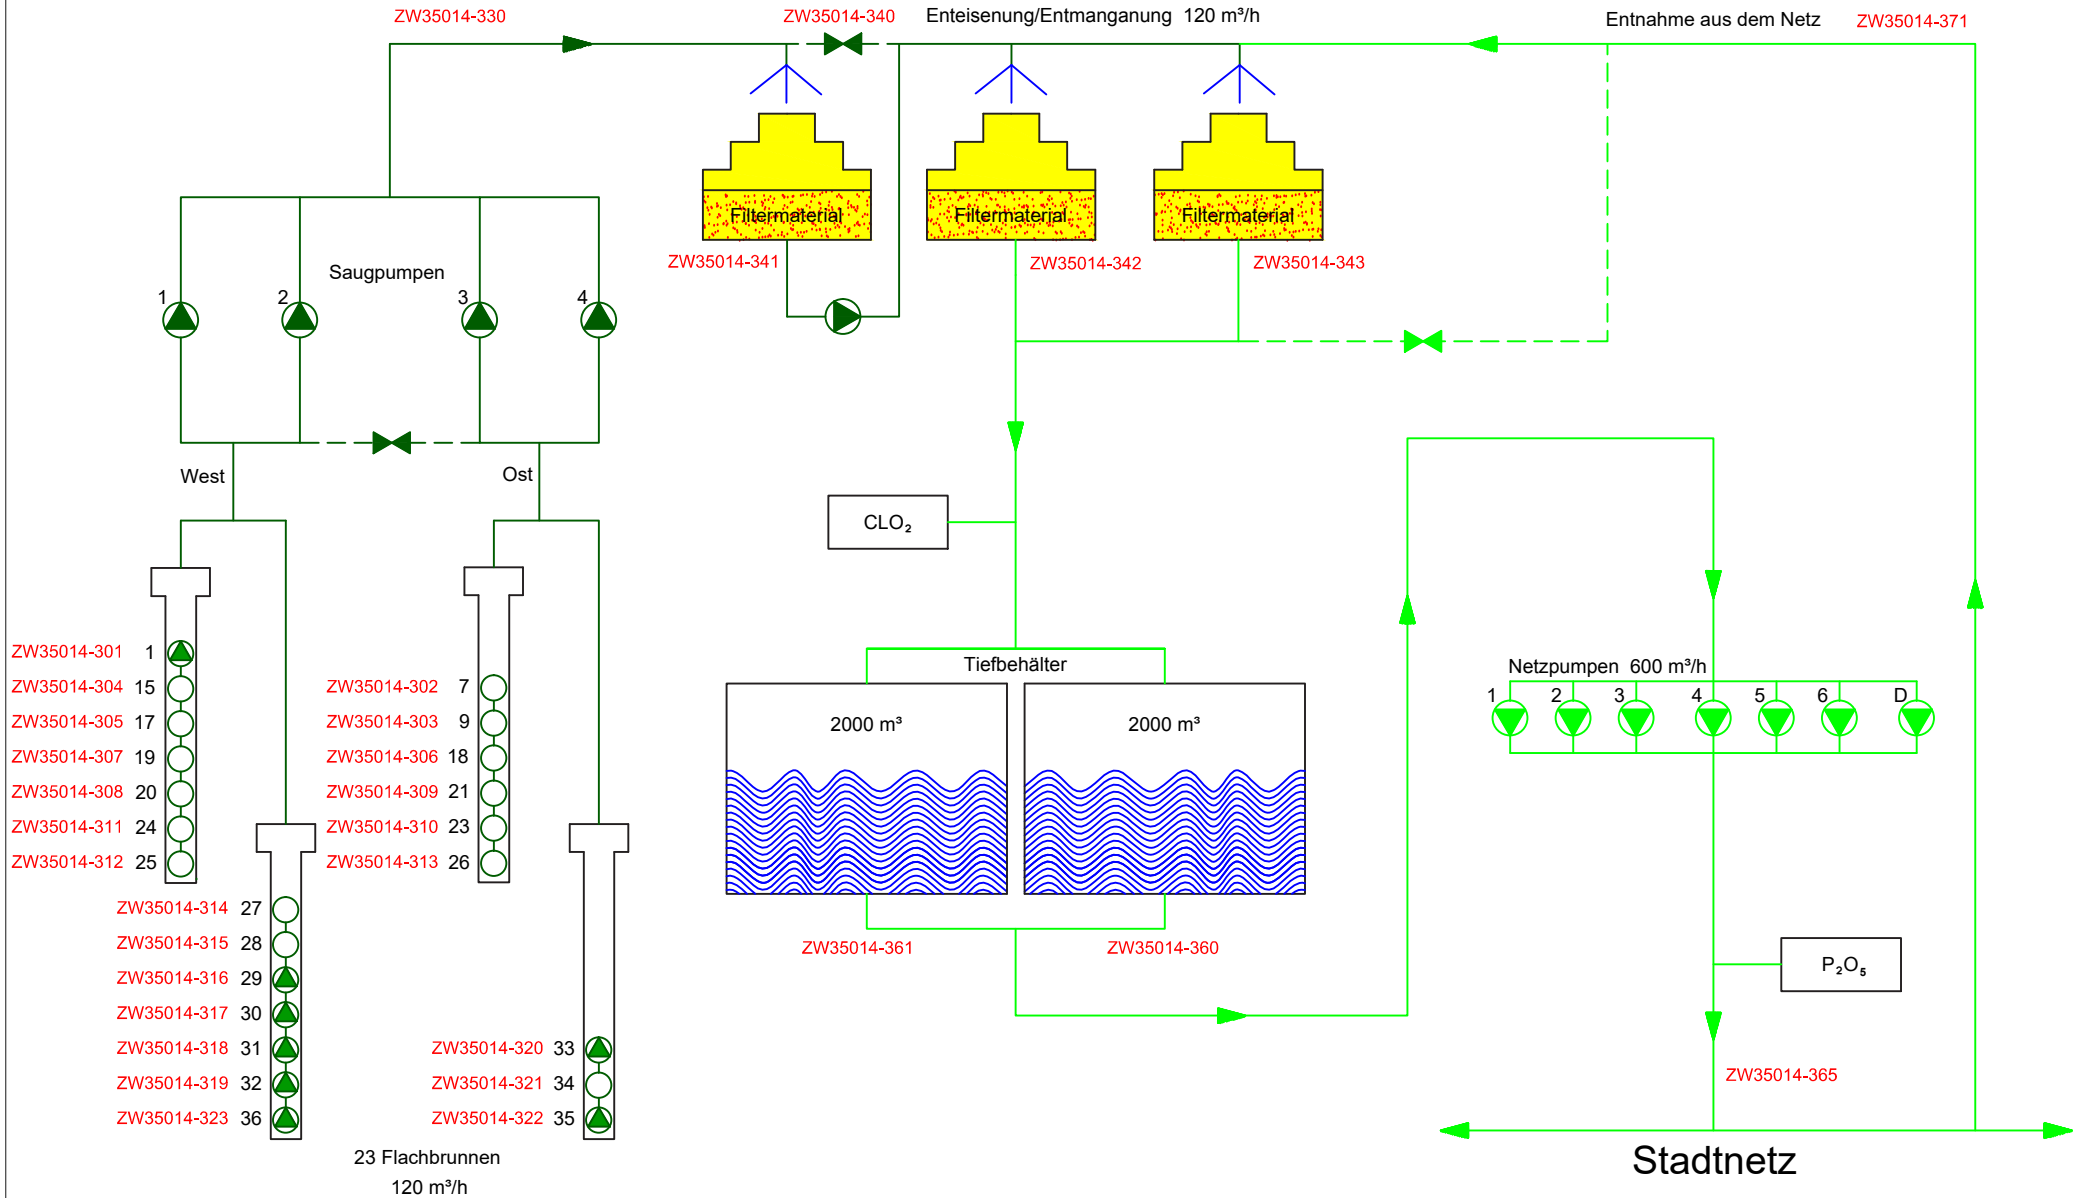 ZW35014-330
ZW35014-340
Enteisenung/Entmanganung 120 m³/h
Entnahme aus dem Netz
ZW35014-371
Filtermaterial
Filtermaterial
Filtermaterial
ZW35014-341
ZW35014-342
ZW35014-343
Saugpumpen
1
2
3
4
West
Ost
CLO₂
ZW35014-301 1
ZW35014-304 15
ZW35014-305 17
ZW35014-307 19
ZW35014-308 20
ZW35014-311 24
ZW35014-312 25
ZW35014-302 7
ZW35014-303 9
ZW35014-306 18
ZW35014-309 21
ZW35014-310 23
ZW35014-313 26
ZW35014-314 27
ZW35014-315 28
ZW35014-316 29
ZW35014-317 30
ZW35014-318 31
ZW35014-319 32
ZW35014-323 36
ZW35014-320 33
ZW35014-321 34
ZW35014-322 35
23 Flachbrunnen
120 m³/h
Tiefbehälter
2000 m³
2000 m³
ZW35014-361
ZW35014-360
Netzpumpen 600 m³/h
1
2
3
4
5
6
D
P₂O₅
ZW35014-365
Stadtnetz